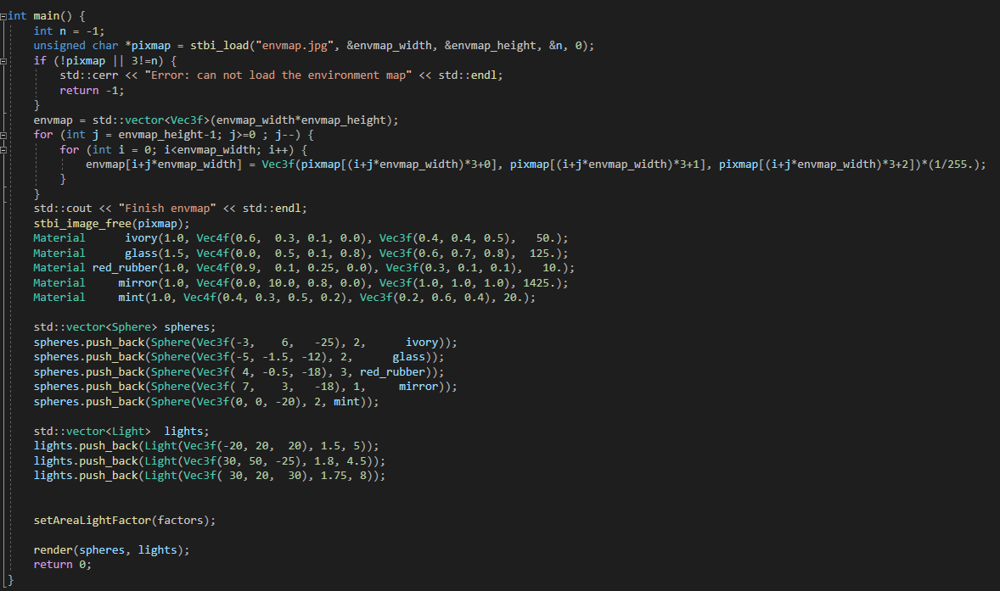 int main() {
    int n = -1;
    unsigned char *pixmap = stbi_load("envmap.jpg", &envmap_width, &envmap_height, &n, 0);
    if (!pixmap || 3!=n) {
        std::cerr << "Error: can not load the environment map" << std::endl;
        return -1;
    }
    envmap = std::vector<Vec3f>(envmap_width*envmap_height);
    for (int j = envmap_height-1; j>=0 ; j--) {
        for (int i = 0; i<envmap_width; i++) {
            envmap[i+j*envmap_width] = Vec3f(pixmap[(i+j*envmap_width)*3+0], pixmap[(i+j*envmap_width)*3+1], pixmap[(i+j*envmap_width)*3+2])*(1/255.);
        }
    }
    std::cout << "Finish envmap" << std::endl;
    stbi_image_free(pixmap);
    Material      ivory(1.0, Vec4f(0.6,  0.3, 0.1, 0.0), Vec3f(0.4, 0.4, 0.5),   50.);
    Material      glass(1.5, Vec4f(0.0,  0.5, 0.1, 0.8), Vec3f(0.6, 0.7, 0.8),  125.);
    Material red_rubber(1.0, Vec4f(0.9,  0.1, 0.25, 0.0), Vec3f(0.3, 0.1, 0.1),   10.);
    Material     mirror(1.0, Vec4f(0.0, 10.0, 0.8, 0.0), Vec3f(1.0, 1.0, 1.0), 1425.);
    Material     mint(1.0, Vec4f(0.4, 0.3, 0.5, 0.2), Vec3f(0.2, 0.6, 0.4), 20.);
    std::vector<Sphere> spheres;
    spheres.push_back(Sphere(Vec3f(-3,    6,   -25), 2,      ivory));
    spheres.push_back(Sphere(Vec3f(-5, -1.5, -12), 2,      glass));
    spheres.push_back(Sphere(Vec3f( 4, -0.5, -18), 3, red_rubber));
    spheres.push_back(Sphere(Vec3f( 7,    3,   -18), 1,     mirror));
    spheres.push_back(Sphere(Vec3f(0, 0, -20), 2, mint));
    std::vector<Light>  lights;
    lights.push_back(Light(Vec3f(-20, 20,  20), 1.5, 5));
    lights.push_back(Light(Vec3f(30, 50, -25), 1.8, 4.5));
    lights.push_back(Light(Vec3f( 30, 20,  30), 1.75, 8));
    setAreaLightFactor(factors);
    render(spheres, lights);
    return 0;
}